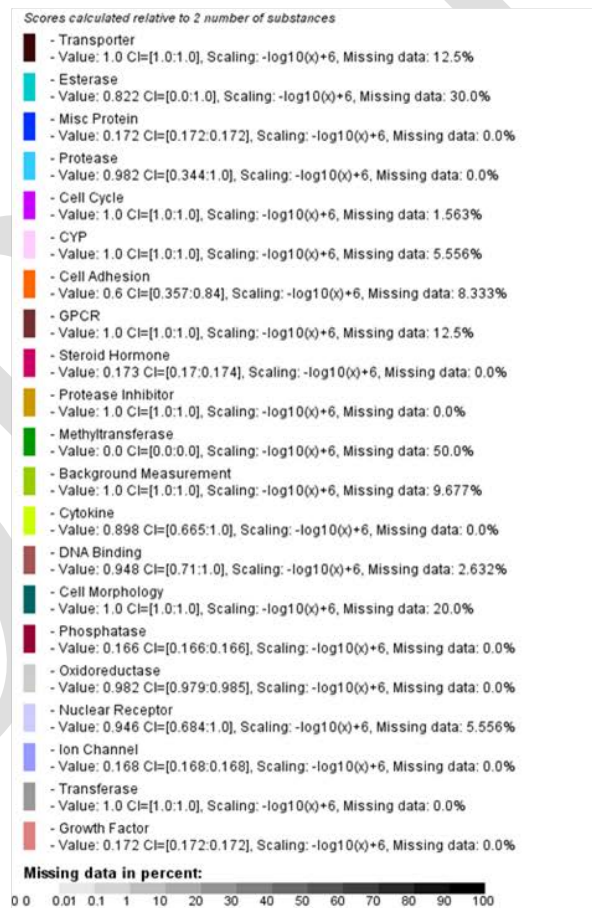 Scores calculated relative to 2 number of substances
- Transporter
- Value: 1.0 CI=[1.0:1.0], Scaling: -log10(x)+6, Missing data: 12.5%
- Esterase
- Value: 0.822 CI=[0.0:1.0], Scaling: -log10(x)+6, Missing data: 30.0%
- Misc Protein
- Value: 0.172 CI=[0.172:0.172], Scaling: -log10(x)+6, Missing data: 0.0%
- Protease
- Value: 0.982 CI=[0.344:1.0], Scaling: -log10(x)+6, Missing data: 0.0%
- Cell Cycle
- Value: 1.0 CI=[1.0:1.0], Scaling: -log10(x)+6, Missing data: 1.563%
- CYP
- Value: 1.0 CI=[1.0:1.0], Scaling: -log10(x)+6, Missing data: 5.556%
- Cell Adhesion
- Value: 0.6 CI=[0.357:0.84], Scaling: -log10(x)+6, Missing data: 8.333%
- GPCR
- Value: 1.0 CI=[1.0:1.0], Scaling: -log10(x)+6, Missing data: 12.5%
- Steroid Hormone
- Value: 0.173 CI=[0.17:0.174], Scaling: -log10(x)+6, Missing data: 0.0%
- Protease Inhibitor
- Value: 1.0 CI=[1.0:1.0], Scaling: -log10(x)+6, Missing data: 0.0%
- Methyltransferase
- Value: 0.0 CI=[0.0:0.0], Scaling: -log10(x)+6, Missing data: 50.0%
- Background Measurement
- Value: 1.0 CI=[1.0:1.0], Scaling: -log10(x)+6, Missing data: 9.677%
- Cytokine
- Value: 0.898 CI=[0.665:1.0], Scaling: -log10(x)+6, Missing data: 0.0%
- DNA Binding
- Value: 0.948 CI=[0.71:1.0], Scaling: -log10(x)+6, Missing data: 2.632%
- Cell Morphology
- Value: 1.0 CI=[1.0:1.0], Scaling: -log10(x)+6, Missing data: 20.0%
- Phosphatase
- Value: 0.166 CI=[0.166:0.166], Scaling: -log10(x)+6, Missing data: 0.0%
- Oxidoreductase
- Value: 0.982 CI=[0.979:0.985], Scaling: -log10(x)+6, Missing data: 0.0%
- Nuclear Receptor
- Value: 0.946 CI=[0.684:1.0], Scaling: -log10(x)+6, Missing data: 5.556%
- Ion Channel
- Value: 0.168 CI=[0.168:0.168], Scaling: -log10(x)+6, Missing data: 0.0%
- Transferase
- Value: 1.0 CI=[1.0:1.0], Scaling: -log10(x)+6, Missing data: 0.0%
- Growth Factor
- Value: 0.172 CI=[0.172:0.172], Scaling: -log10(x)+6, Missing data: 0.0%
Missing data in percent:
0 0 0.01 0.1 1 10 20 30 40 50 60 70 80 90 100